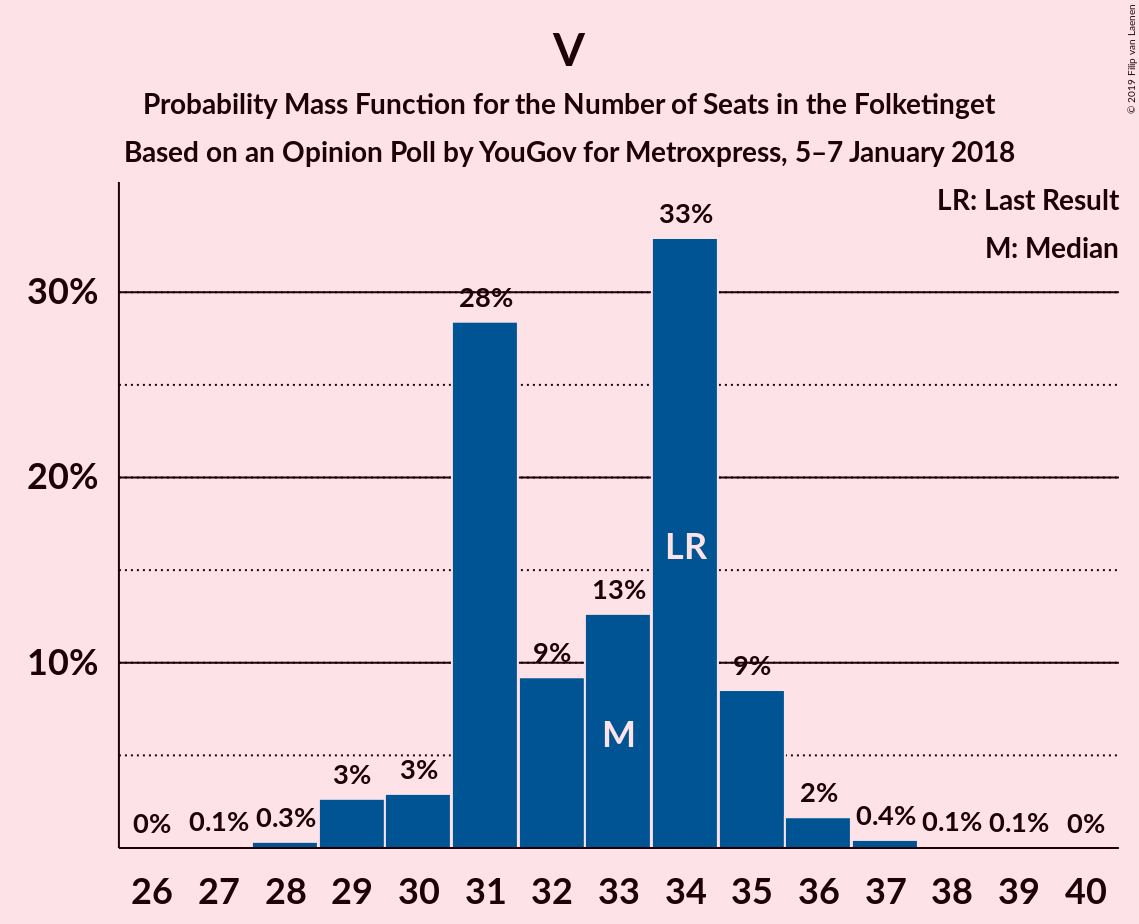 V
Probability Mass Function for the Number of Seats in the Folketinget
Based on an Opinion Poll by YouGov for Metroxpress, 5–7 January 2018
© 2019 Filip van Laenen
LR: Last Result
M: Median
30%
20%
10%
0%
0.1%
0.3%
3%
3%
28%
9%
13%
33%
9%
2%
0.4%
0.1%
0.1%
0%
LR
M
26 27 28 29 30 31 32 33 34 35 36 37 38 39 40